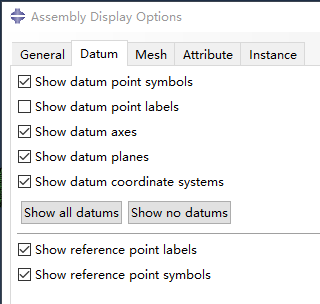 Assembly Display Options
General Datum Mesh Attribute Instance
Show datum point symbols
Show datum point labels
Show datum axes
Show datum planes
Show datum coordinate systems
Show all datums Show no datums
Show reference point labels
Show reference point symbols